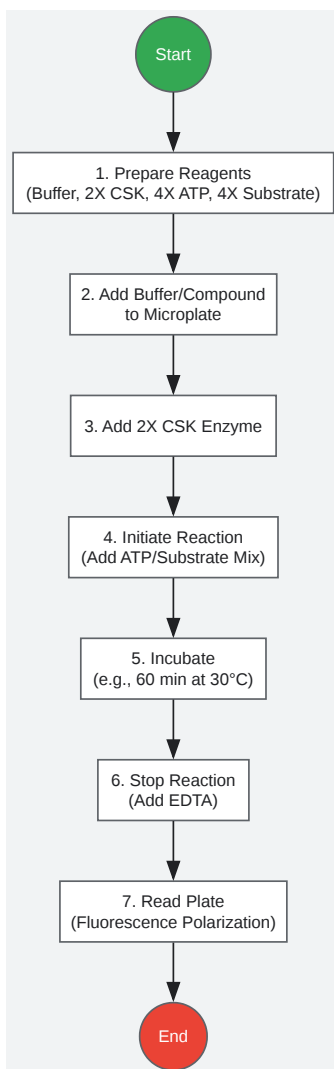 Start
1. Prepare Reagents
(Buffer, 2X CSK, 4X ATP, 4X Substrate)
2. Add Buffer/Compound
to Microplate
3. Add 2X CSK Enzyme
4. Initiate Reaction
(Add ATP/Substrate Mix)
5. Incubate
(e.g., 60 min at 30°C)
6. Stop Reaction
(Add EDTA)
7. Read Plate
(Fluorescence Polarization)
End